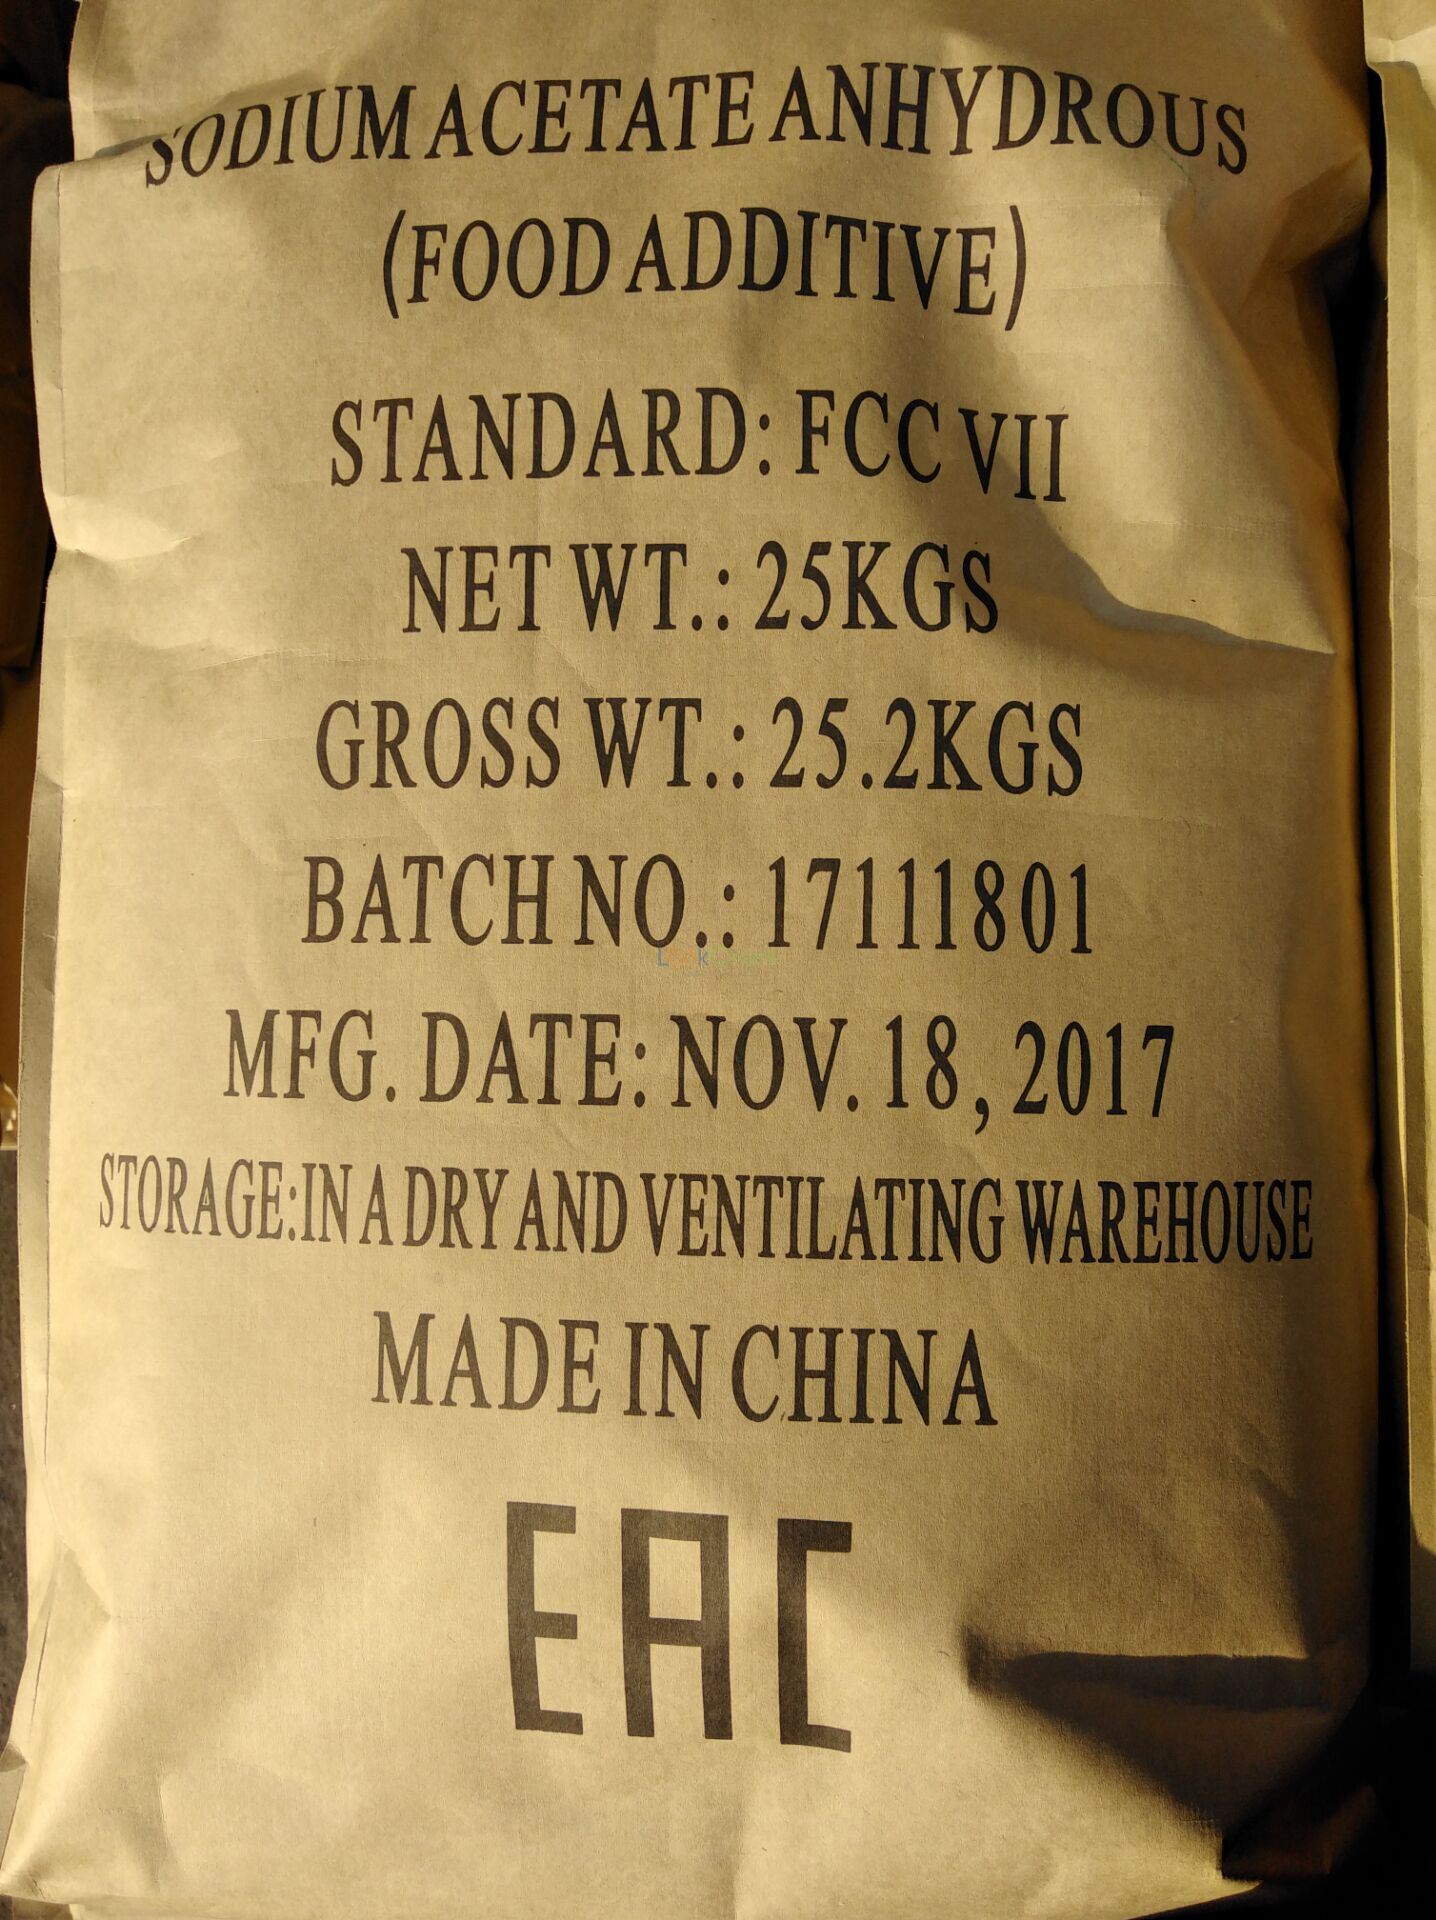 SODIUM ACETATE ANHYDROUS
(FOOD ADDITIVE)
STANDARD: FCC VII
NET WT.: 25KGS
GROSS WT.: 25.2KGS
BATCH NO.: 17111801
MFG. DATE: NOV. 18, 2017
STORAGE:IN A DRY AND VENTILATING WAREHOUSE
MADE IN CHINA
EAC